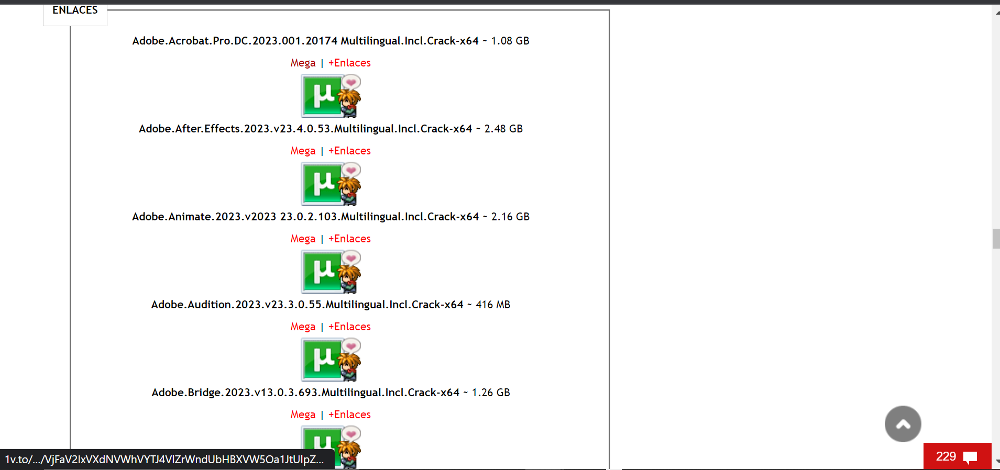 ENLACES
Adobe.Acrobat.Pro.DC.2023.001.20174 Multilingual.Incl.Crack-x64 ~ 1.08 GB
Mega | +Enlaces
µ
Adobe.After.Effects.2023.v23.4.0.53.Multilingual.Incl.Crack-x64 ~ 2.48 GB
Mega | +Enlaces
µ
Adobe.Animate.2023.v2023 23.0.2.103.Multilingual.Incl.Crack-x64 ~ 2.16 GB
Mega | +Enlaces
µ
Adobe.Audition.2023.v23.3.0.55.Multilingual.Incl.Crack-x64 ~ 416 MB
Mega | +Enlaces
µ
Adobe.Bridge.2023.v13.0.3.693.Multilingual.Incl.Crack-x64 ~ 1.26 GB
Mega | +Enlaces
µ
229